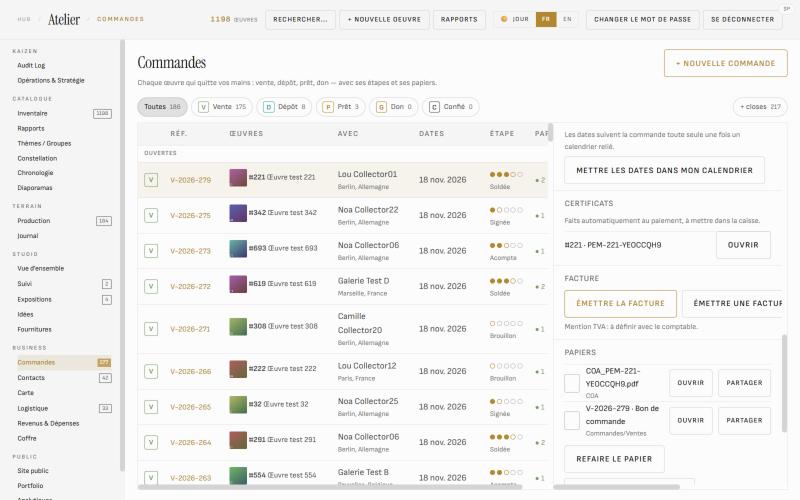 HUB / Atelier / COMMANDES
1198 ŒUVRES
RECHERCHER...
+ NOUVELLE OEUVRE
RAPPORTS
JOUR
FR
EN
CHANGER LE MOT DE PASSE
SE DÉCONNECTER
SP
KAIZEN
Audit Log
Opérations & Stratégie
CATALOGUE
Inventaire 1198
Rapports
Thèmes / Groupes
Constellation
Chronologie
Diaporamas
TERRAIN
Production 184
Journal
STUDIO
Vue d'ensemble
Suivi 2
Expositions 4
Idées
Fournitures
BUSINESS
Commandes 177
Contacts 42
Carte
Logistique 33
Revenus & Dépenses
Coffre
PUBLIC
Site public
Portfolio
Commandes
Chaque œuvre qui quitte vos mains : vente, dépôt, prêt, don — avec ses étapes et ses papiers.
+ NOUVELLE COMMANDE
Toutes 186
V Vente 175
D Dépôt 8
P Prêt 3
G Don 0
C Confié 0
+ closes 217
RÉF. ŒUVRES AVEC DATES ÉTAPE PAP
OUVERTES
V V-2026-279 #221 Œuvre test 221 Lou Collector01 18 nov. 2026 2
Berlin, Allemagne Soldée
V V-2026-275 #342 Œuvre test 342 Noa Collector22 18 nov. 2026 1
Berlin, Allemagne Signée
V V-2026-273 #693 Œuvre test 693 Noa Collector06 18 nov. 2026 1
Berlin, Allemagne Acompte
V V-2026-272 #619 Œuvre test 619 Galerie Test D 18 nov. 2026 2
Marseille, France Soldée
V V-2026-271 #308 Œuvre test 308 Camille Collector20 18 nov. 2026 1
Berlin, Allemagne Brouillon
V V-2026-266 #222 Œuvre test 222 Lou Collector12 18 nov. 2026 1
Paris, France Brouillon
V V-2026-265 #32 Œuvre test 32 Noa Collector25 18 nov. 2026 1
Berlin, Allemagne Signée
V V-2026-264 #291 Œuvre test 291 Noa Collector06 18 nov. 2026 2
Berlin, Allemagne Soldée
V V-2026-263 #554 Œuvre test 554 Galerie Test B 18 nov. 2026 1
Les dates suivent la commande toute seule une fois un
calendrier relié.
METTRE LES DATES DANS MON CALENDRIER
CERTIFICATS
Faits automatiquement au paiement, à mettre dans la caisse.
#221 · PEM-221-YEOCCQH9
OUVRIR
FACTURE
ÉMETTRE LA FACTURE
ÉMETTRE UNE FACTUR
Mention TVA : à définir avec le comptable.
PAPIERS
COA_PEM-221-
YEOCCQH9.pdf
COA
OUVRIR
PARTAGER
V-2026-279 · Bon de
commande
Commandes/Ventes
OUVRIR
PARTAGER
REFAIRE LE PAPIER